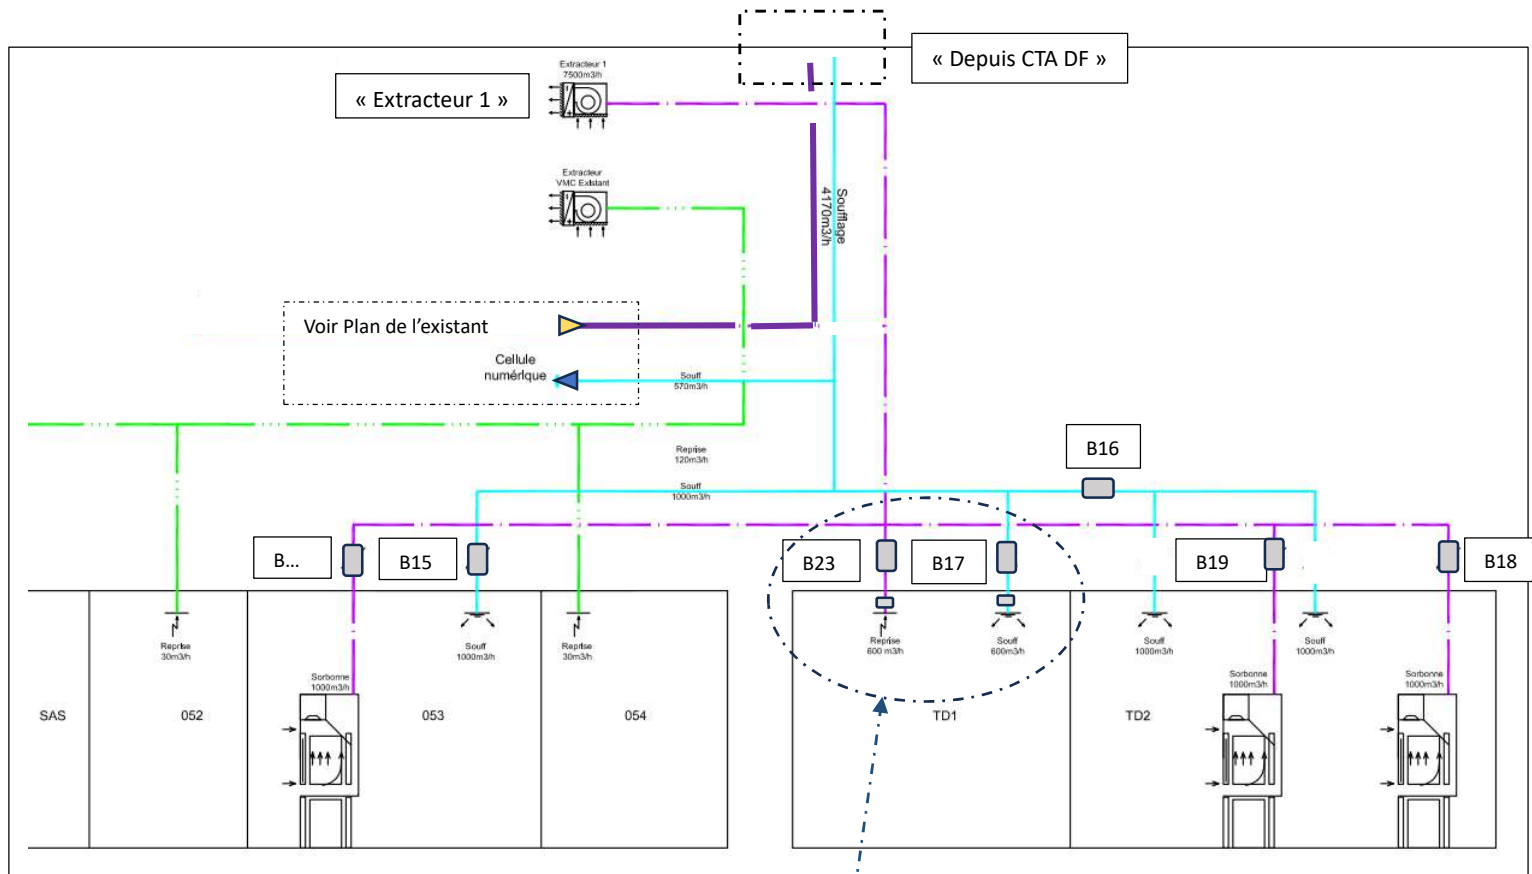 « Depuis CTA DF »
Extracteur 1
7500m3/h
« Extracteur 1 »
Extracteur
VMC Existant
Soufflage
4170m3/h
Voir Plan de l’existant
Cellule
numérique
Souff
570m3/h
Reprise
120m3/h
Souff
1000m3/h
B16
B...
B15
B23
B17
B19
B18
Reprise
30m3/h
Souff
1000m3/h
Reprise
30m3/h
Reprise
600 m3/h
Souff
600m3/h
Souff
1000m3/h
Souff
1000m3/h
Sorbonne
1000m3/h
Sorbonne
1000m3/h
Sorbonne
1000m3/h
SAS
052
053
054
TD1
TD2